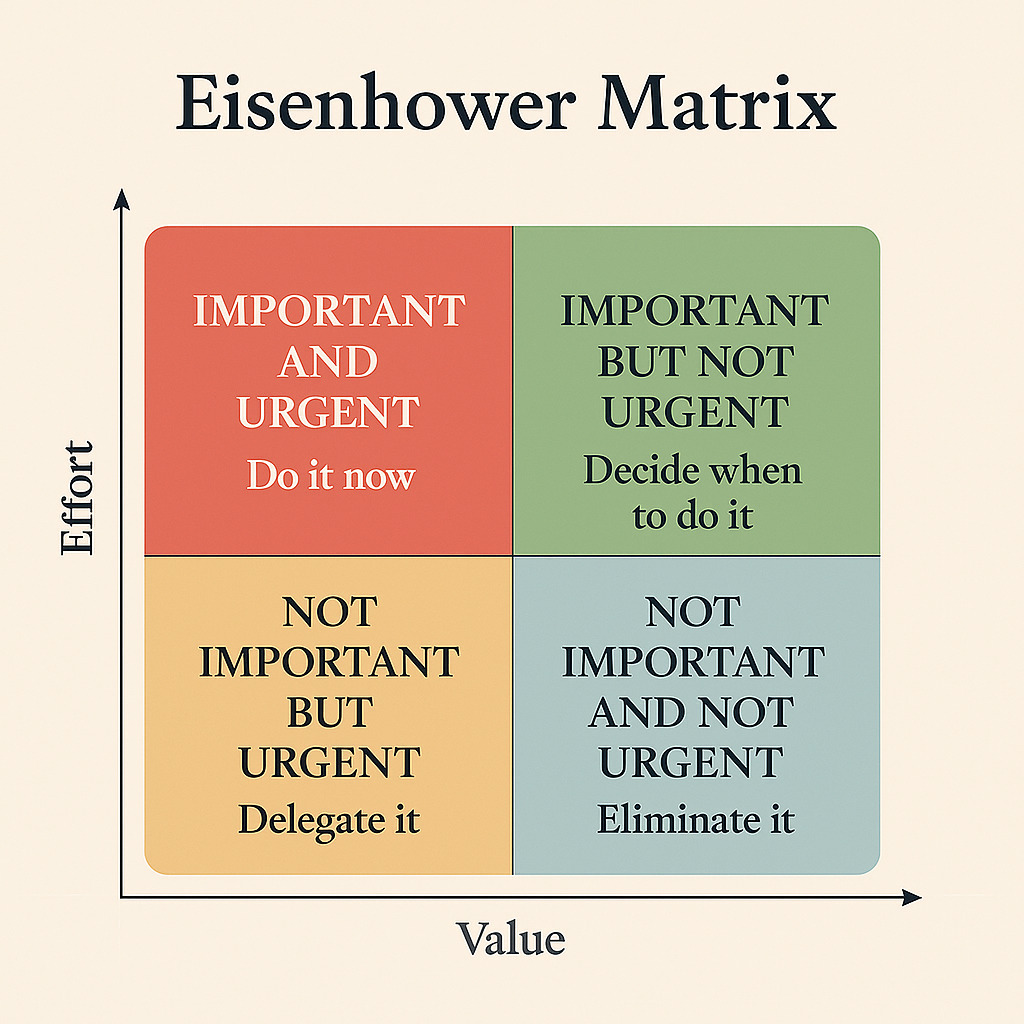 Eisenhower Matrix
IMPORTANT
AND
URGENT
Do it now
IMPORTANT
BUT NOT
URGENT
Decide when
to do it
Effort
NOT
IMPORTANT
BUT
URGENT
Delegate it
NOT
IMPORTANT
AND NOT
URGENT
Eliminate it
Value